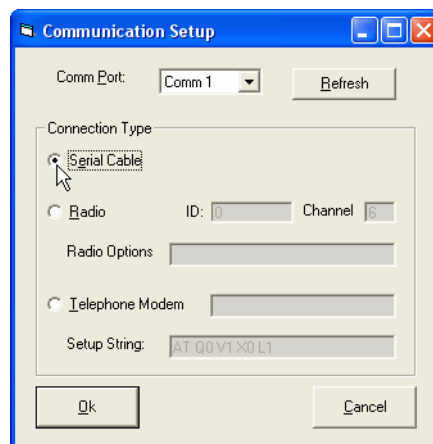 Communication Setup
Comm Port: Comm 1 Refresh
Connection Type
Serial Cable
Radio ID: 0 Channel 6
Radio Options
Telephone Modem
Setup String: AT Q0 V1 X0 L1
Ok Cancel